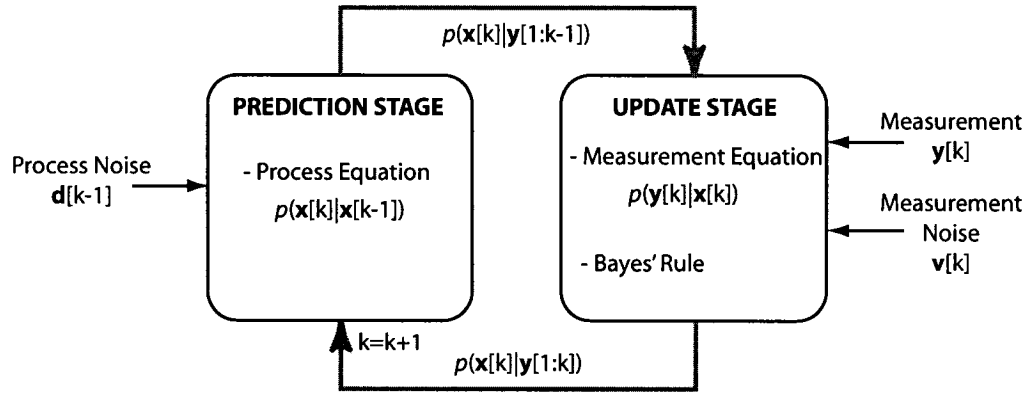 p(x[k]|y[1:k-1])
PREDICTION STAGE
- Process Equation
p(x[k]|x[k-1])
Process Noise
d[k-1]
UPDATE STAGE
- Measurement Equation
p(y[k]|x[k])
- Bayes' Rule
Measurement
y[k]
Measurement
Noise
v[k]
k=k+1
p(x[k]|y[1:k])